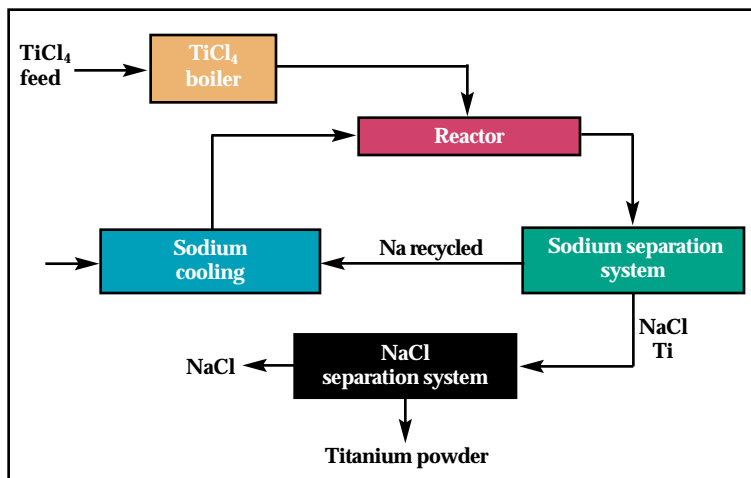 TiCl₄
feed
TiCl₄
boiler
Reactor
Sodium
cooling
Na recycled
Sodium separation
system
NaCl
Ti
NaCl
NaCl
separation system
Titanium powder